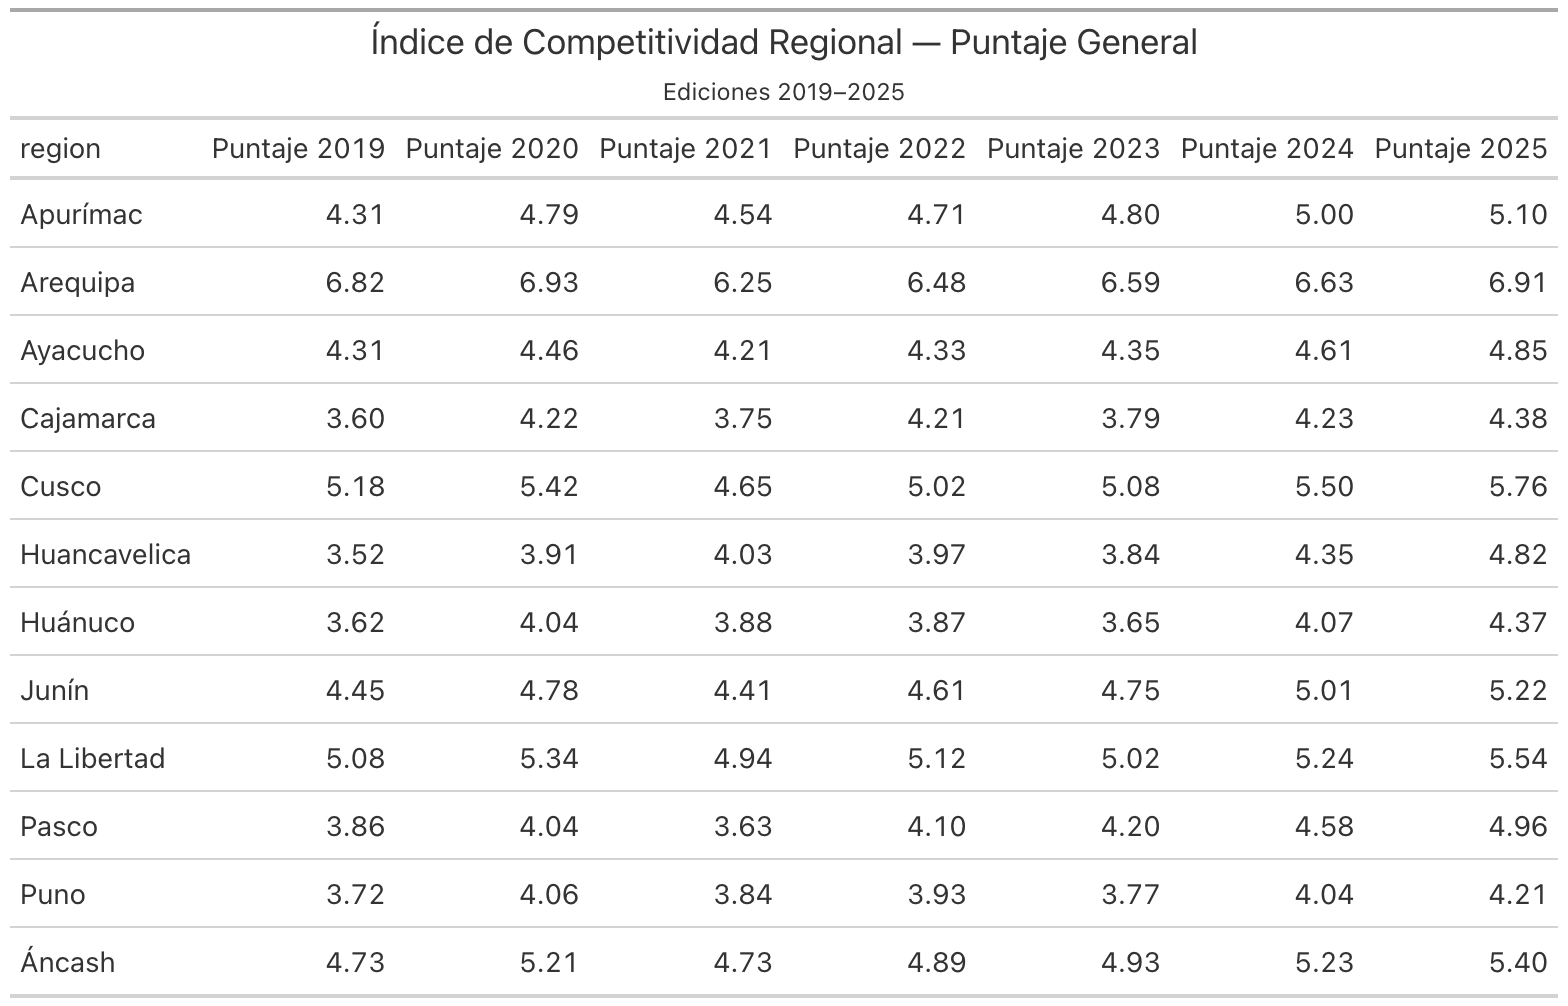 Índice de Competitividad Regional — Puntaje General
Ediciones 2019–2025
region Puntaje 2019 Puntaje 2020 Puntaje 2021 Puntaje 2022 Puntaje 2023 Puntaje 2024 Puntaje 2025
Apurímac 4.31 4.79 4.54 4.71 4.80 5.00 5.10
Arequipa 6.82 6.93 6.25 6.48 6.59 6.63 6.91
Ayacucho 4.31 4.46 4.21 4.33 4.35 4.61 4.85
Cajamarca 3.60 4.22 3.75 4.21 3.79 4.23 4.38
Cusco 5.18 5.42 4.65 5.02 5.08 5.50 5.76
Huancavelica 3.52 3.91 4.03 3.97 3.84 4.35 4.82
Huánuco 3.62 4.04 3.88 3.87 3.65 4.07 4.37
Junín 4.45 4.78 4.41 4.61 4.75 5.01 5.22
La Libertad 5.08 5.34 4.94 5.12 5.02 5.24 5.54
Pasco 3.86 4.04 3.63 4.10 4.20 4.58 4.96
Puno 3.72 4.06 3.84 3.93 3.77 4.04 4.21
Áncash 4.73 5.21 4.73 4.89 4.93 5.23 5.40